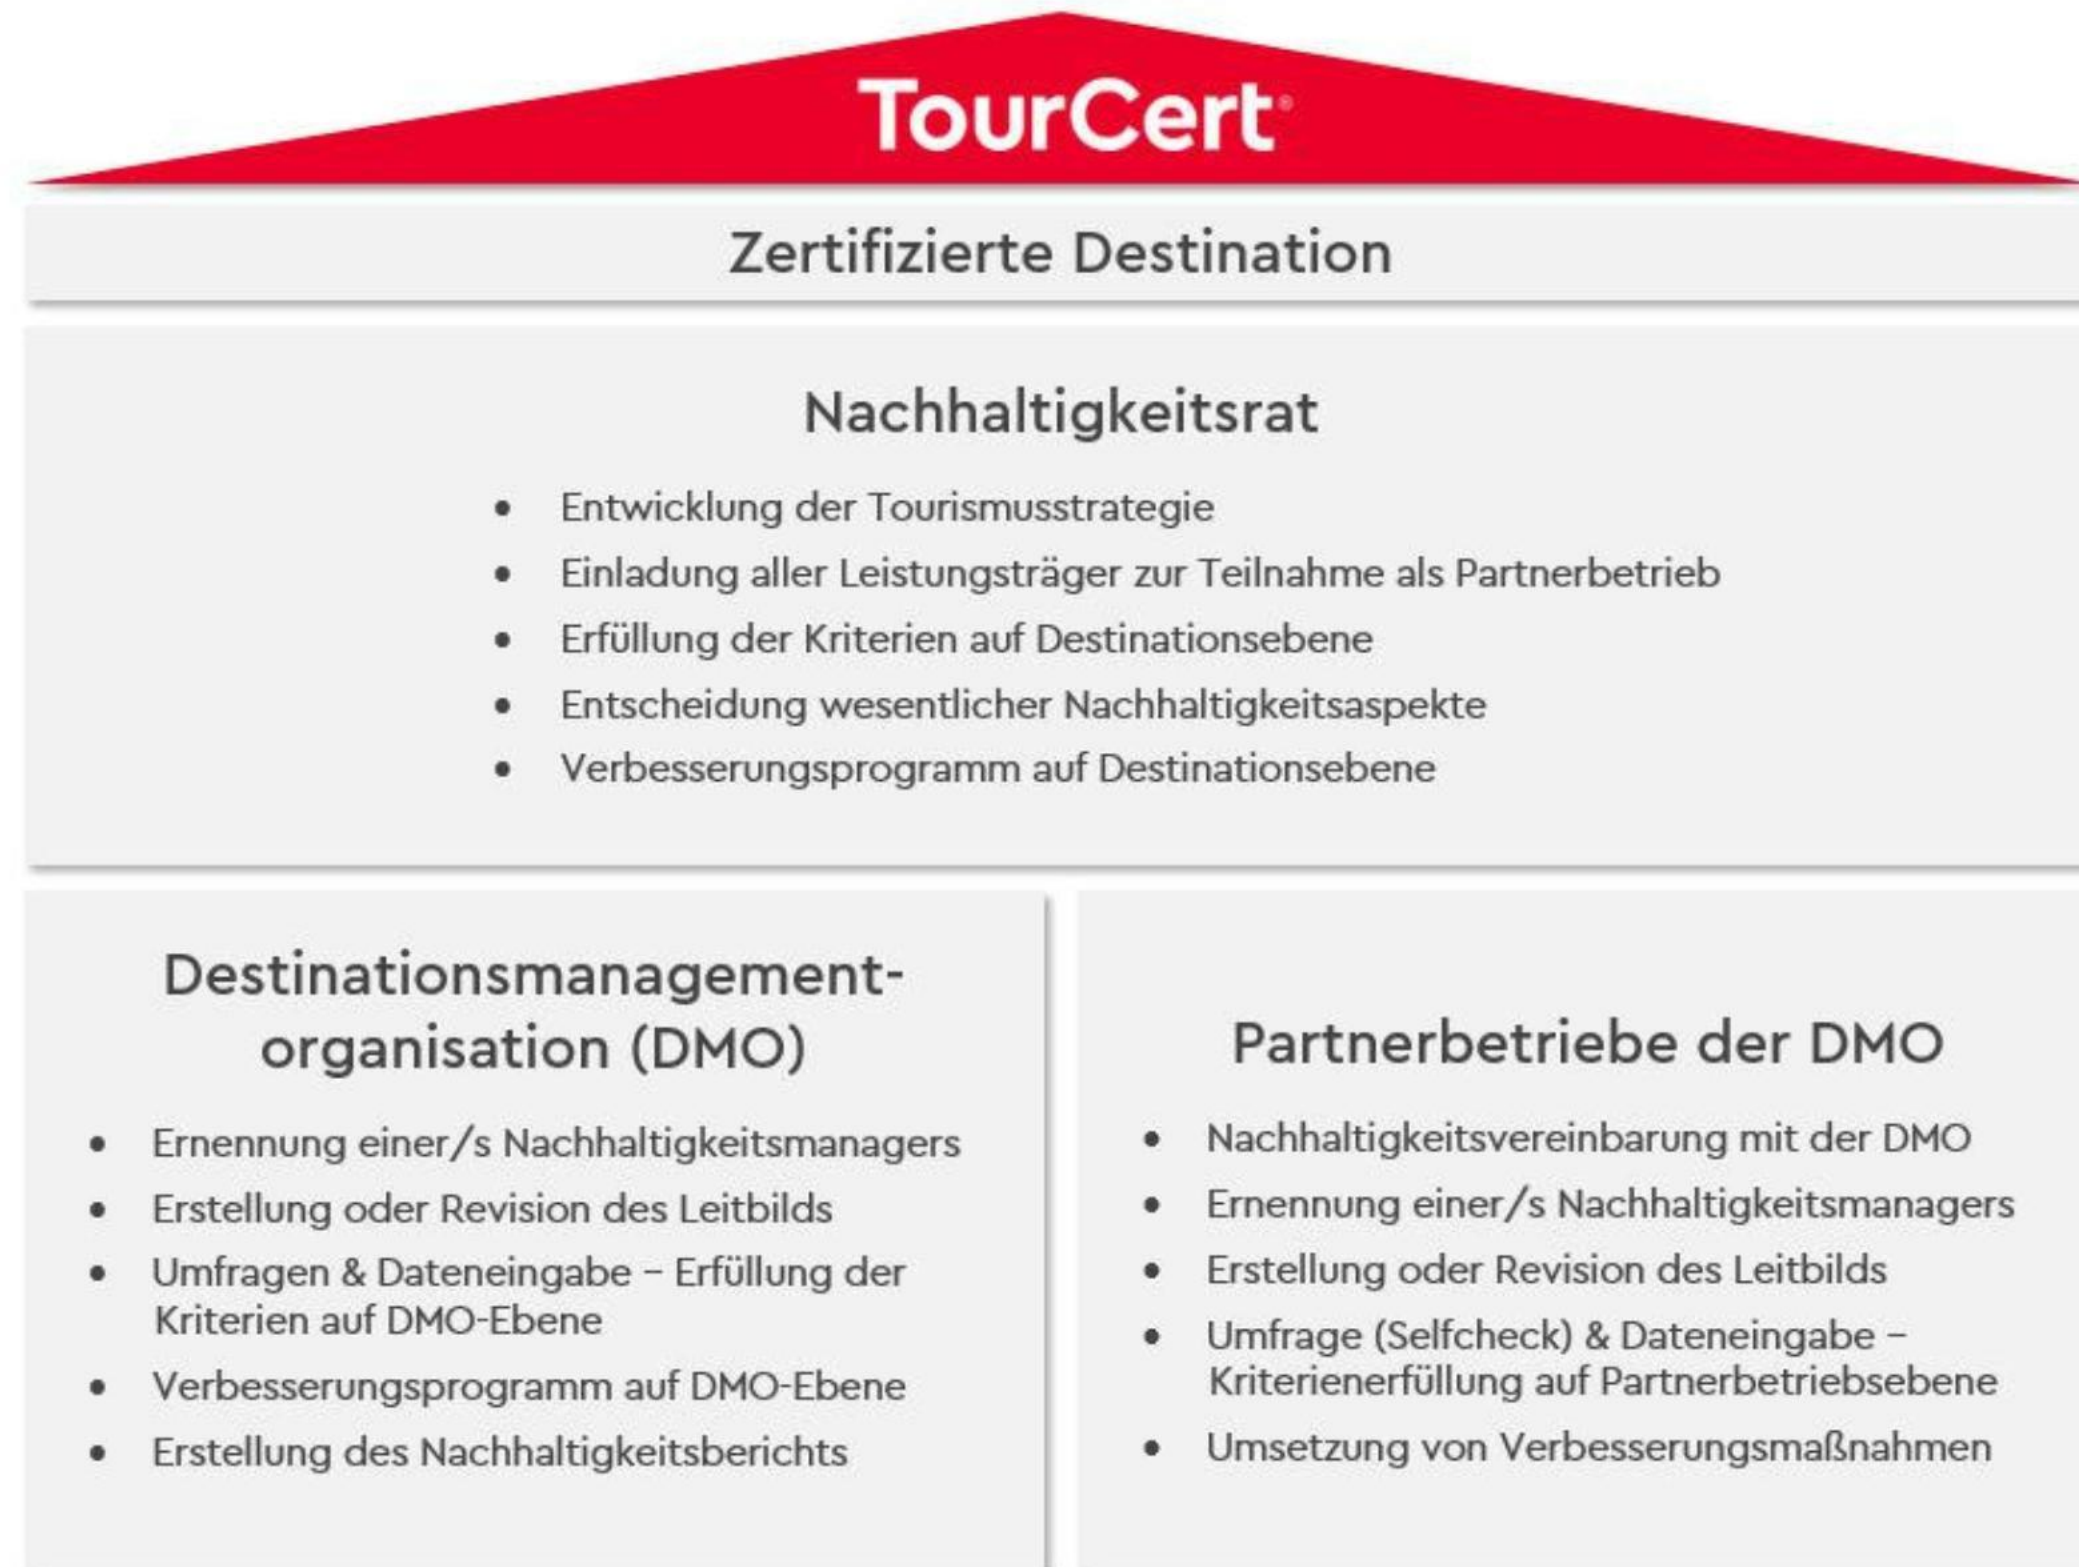 TourCert®
Zertifizierte Destination
Nachhaltigkeitsrat
• Entwicklung der Tourismusstrategie
• Einladung aller Leistungsträger zur Teilnahme als Partnerbetrieb
• Erfüllung der Kriterien auf Destinationsebene
• Entscheidung wesentlicher Nachhaltigkeitsaspekte
• Verbesserungsprogramm auf Destinationsebene
Destinationsmanagement-
organisation (DMO)
• Ernennung einer/s Nachhaltigkeitsmanagers
• Erstellung oder Revision des Leitbilds
• Umfragen & Dateneingabe – Erfüllung der
Kriterien auf DMO-Ebene
• Verbesserungsprogramm auf DMO-Ebene
• Erstellung des Nachhaltigkeitsberichts
Partnerbetriebe der DMO
• Nachhaltigkeitsvereinbarung mit der DMO
• Ernennung einer/s Nachhaltigkeitsmanagers
• Erstellung oder Revision des Leitbilds
• Umfrage (Selfcheck) & Dateneingabe –
Kriterienerfüllung auf Partnerbetriebsebene
• Umsetzung von Verbesserungsmaßnahmen